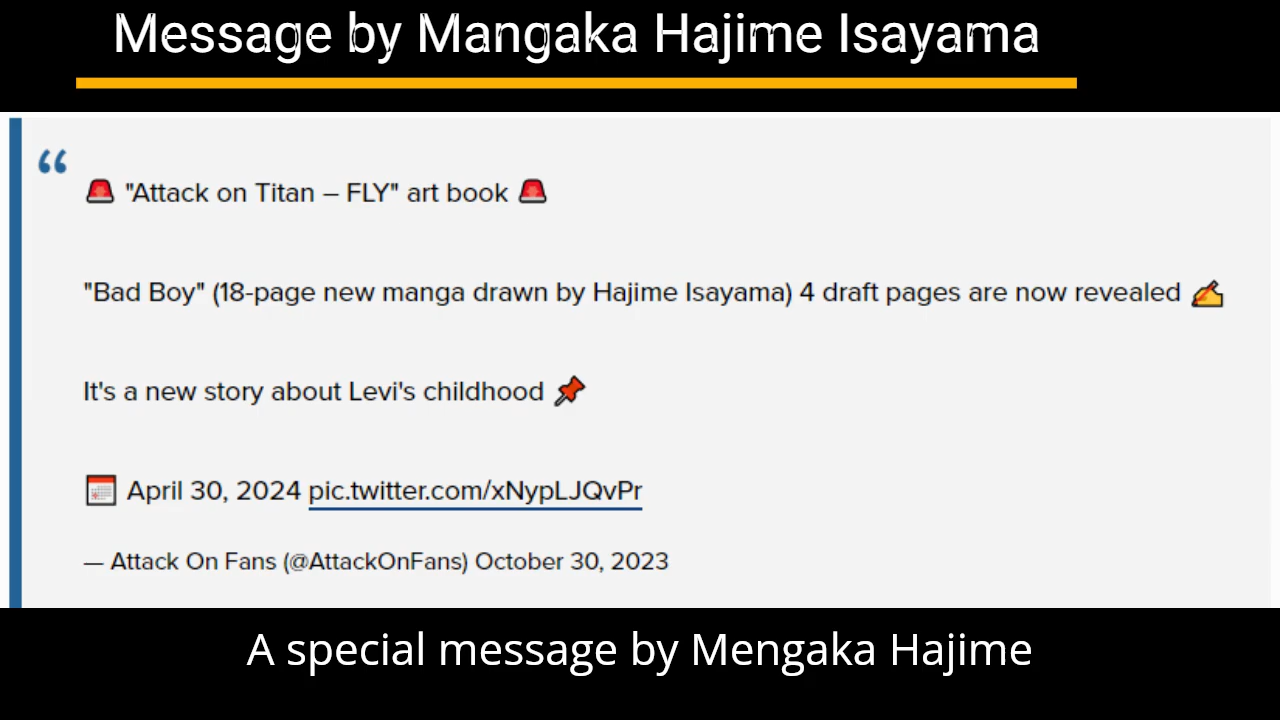 Message by Mangaka Hajime Isayama
“
🚨 "Attack on Titan – FLY" art book 🚨
"Bad Boy" (18-page new manga drawn by Hajime Isayama) 4 draft pages are now revealed ✍
It's a new story about Levi's childhood 📌
📅 April 30, 2024 pic.twitter.com/xNypLJQvPr
— Attack On Fans (@AttackOnFans) October 30, 2023
A special message by Mengaka Hajime